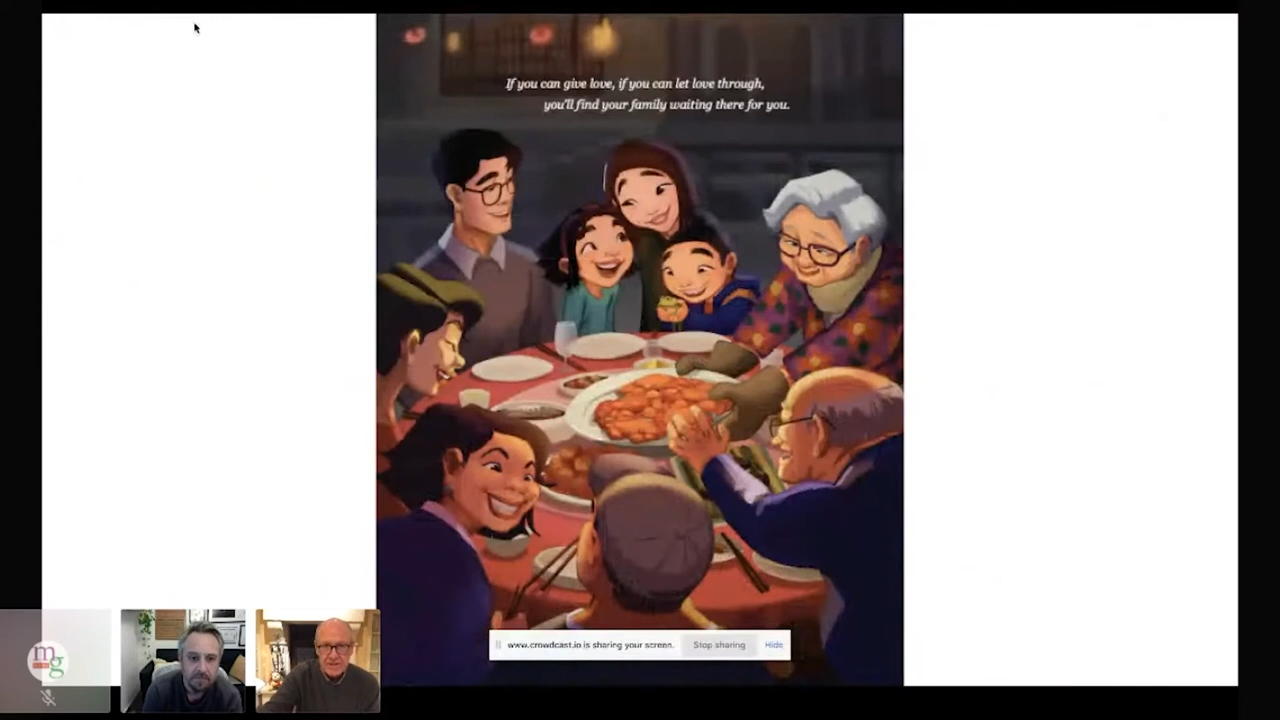 If you can give love, if you can let love through,
you'll find your family waiting there for you.
www.crowdcast.io is sharing your screen.
Stop sharing
Hide
mg